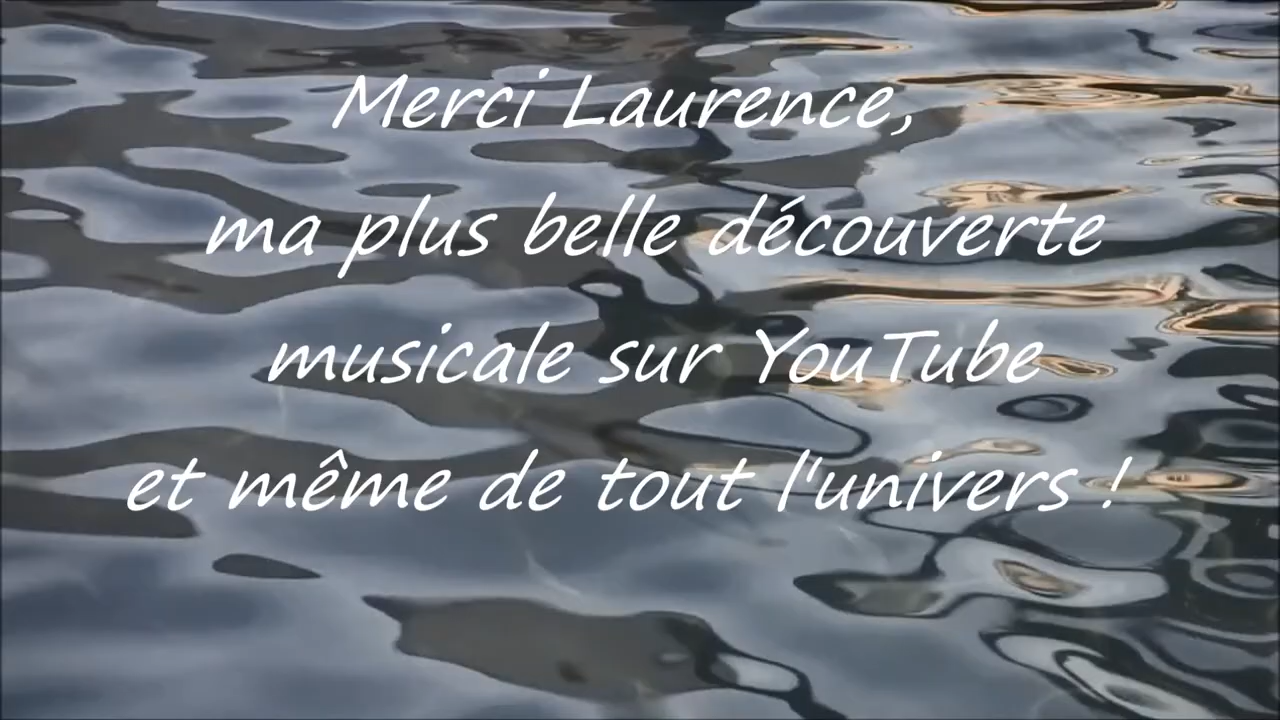 Merci Laurence,
ma plus belle découverte
musicale sur YouTube
et même de tout l'univers !